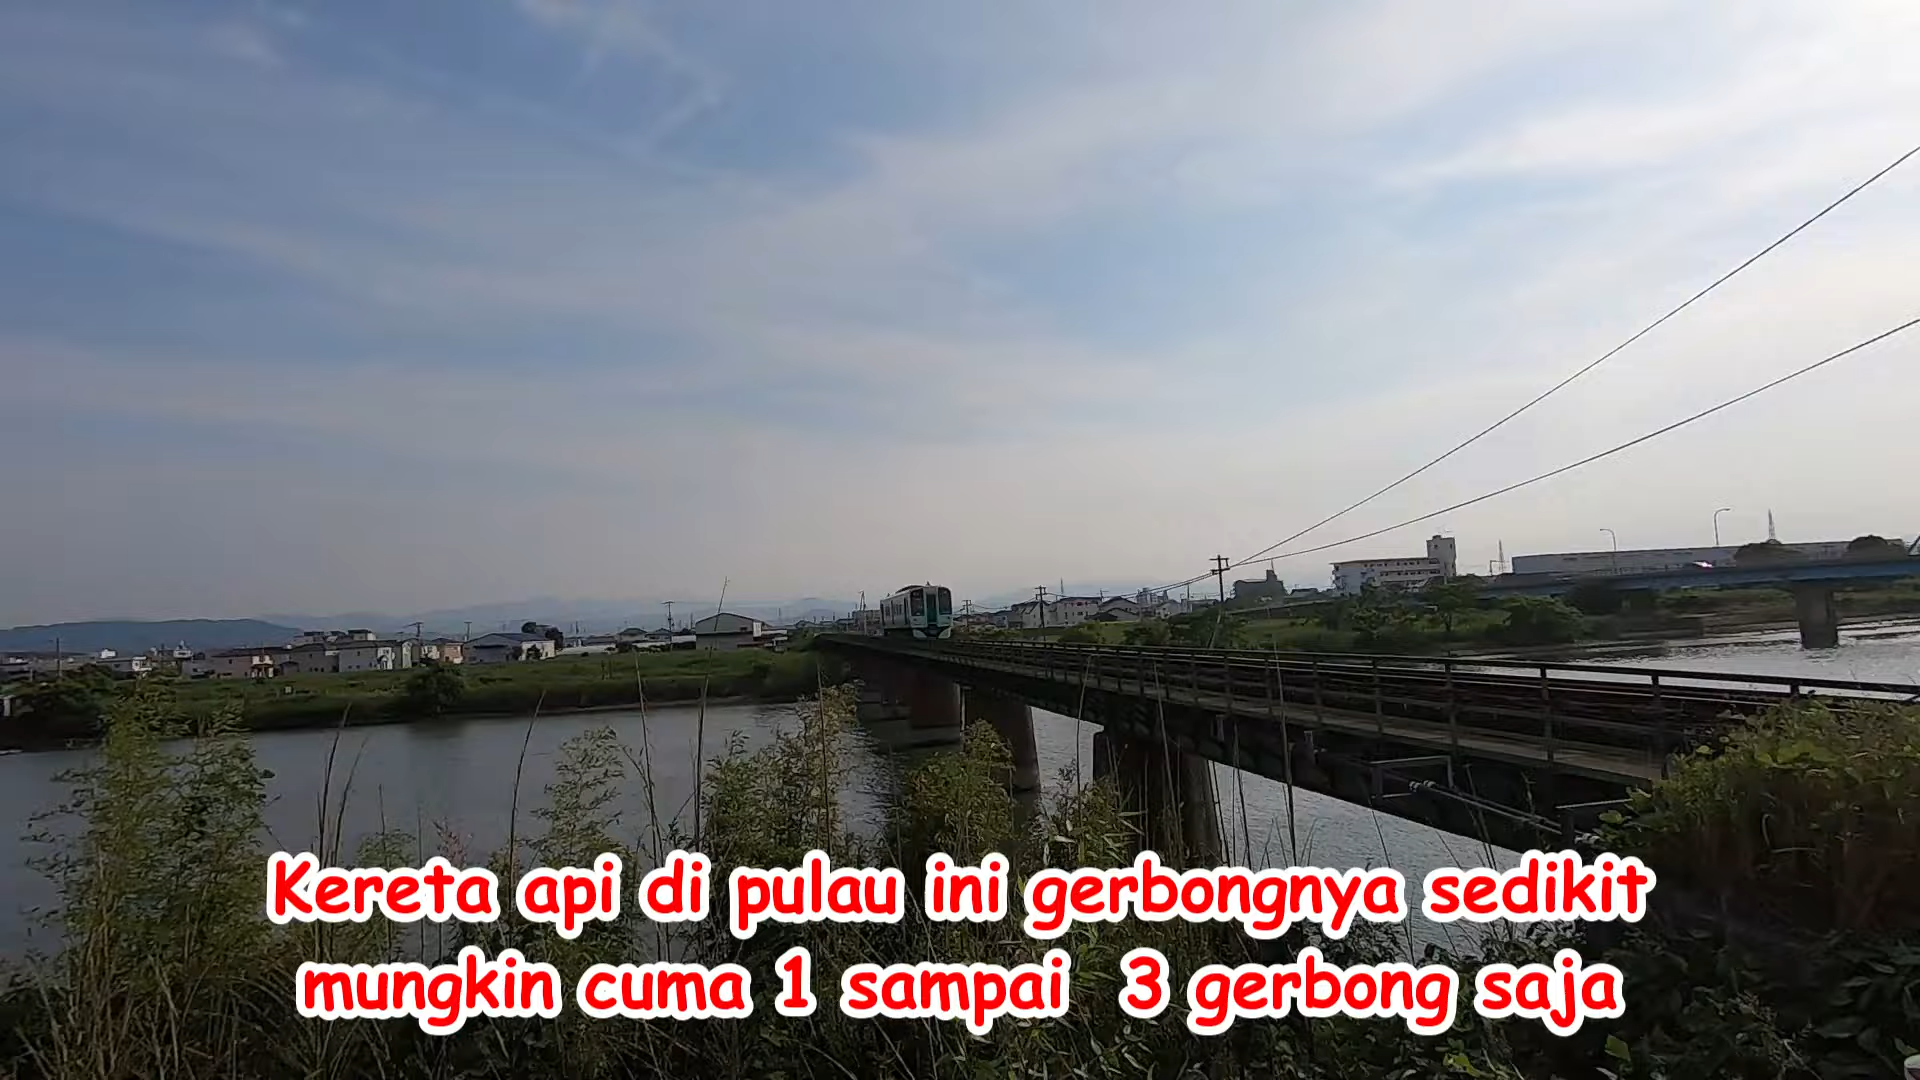 Kereta api di pulau ini gerbongnya sedikit
mungkin cuma 1 sampai  3 gerbong saja